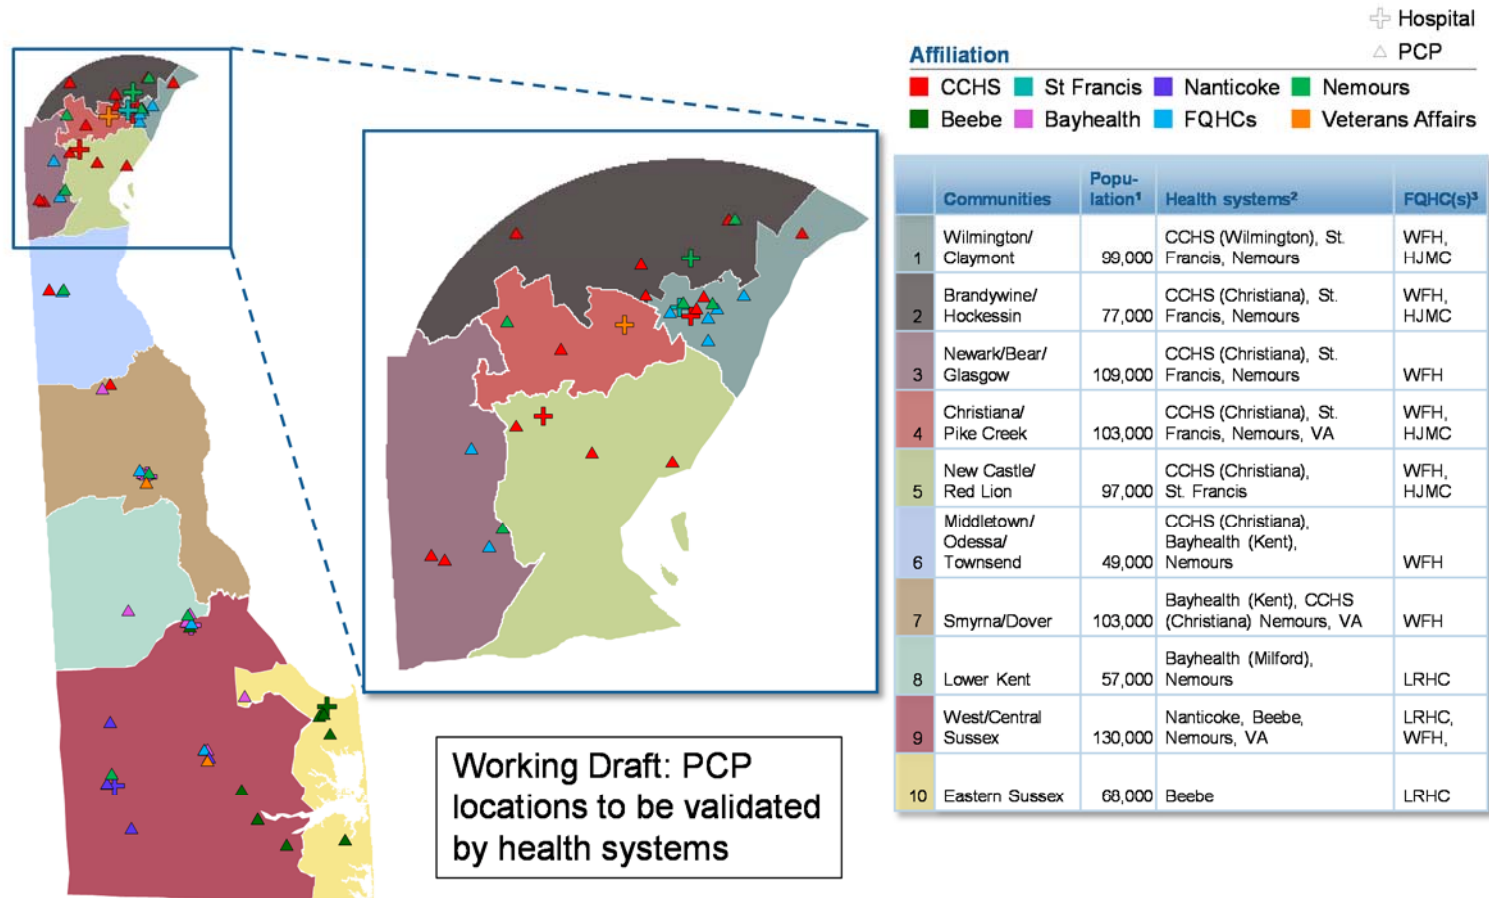 Hospital
PCP
Affiliation
CCHS St Francis Nanticoke Nemours
Beebe Bayhealth FQHCs Veterans Affairs
Popu-
Communities lation¹ Health systems² FQHC(s)³
Wilmington/ CCHS (Wilmington), St. WFH,
1 Claymont 99,000 Francis, Nemours HJMC
Brandywine/ CCHS (Christiana), St. WFH,
2 Hockessin 77,000 Francis, Nemours HJMC
Newark/Bear/ CCHS (Christiana), St.
3 Glasgow 109,000 Francis, Nemours WFH
Christiana/ CCHS (Christiana), St. WFH,
4 Pike Creek 103,000 Francis, Nemours, VA HJMC
New Castle/ CCHS (Christiana), WFH,
5 Red Lion 97,000 St. Francis HJMC
Middletown/ CCHS (Christiana),
Odessa/ Bayhealth (Kent),
6 Townsend 49,000 Nemours WFH
Bayhealth (Kent), CCHS
7 Smyrna/Dover 103,000 (Christiana) Nemours, VA WFH
Bayhealth (Milford),
8 Lower Kent 57,000 Nemours LRHC
West/Central Nanticoke, Beebe, LRHC,
9 Sussex 130,000 Nemours, VA WFH,
10 Eastern Sussex 68,000 Beebe LRHC
Working Draft: PCP
locations to be validated
by health systems